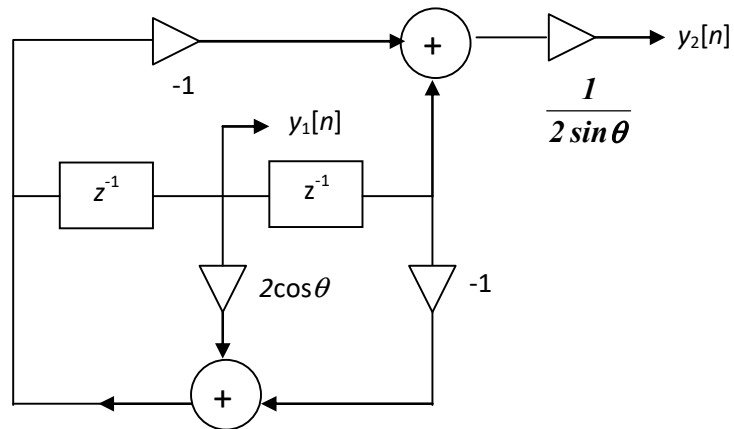 +
y₂[n]
-1
1
2 sin θ
y₁[n]
z⁻¹
z⁻¹
2cosθ
-1
+